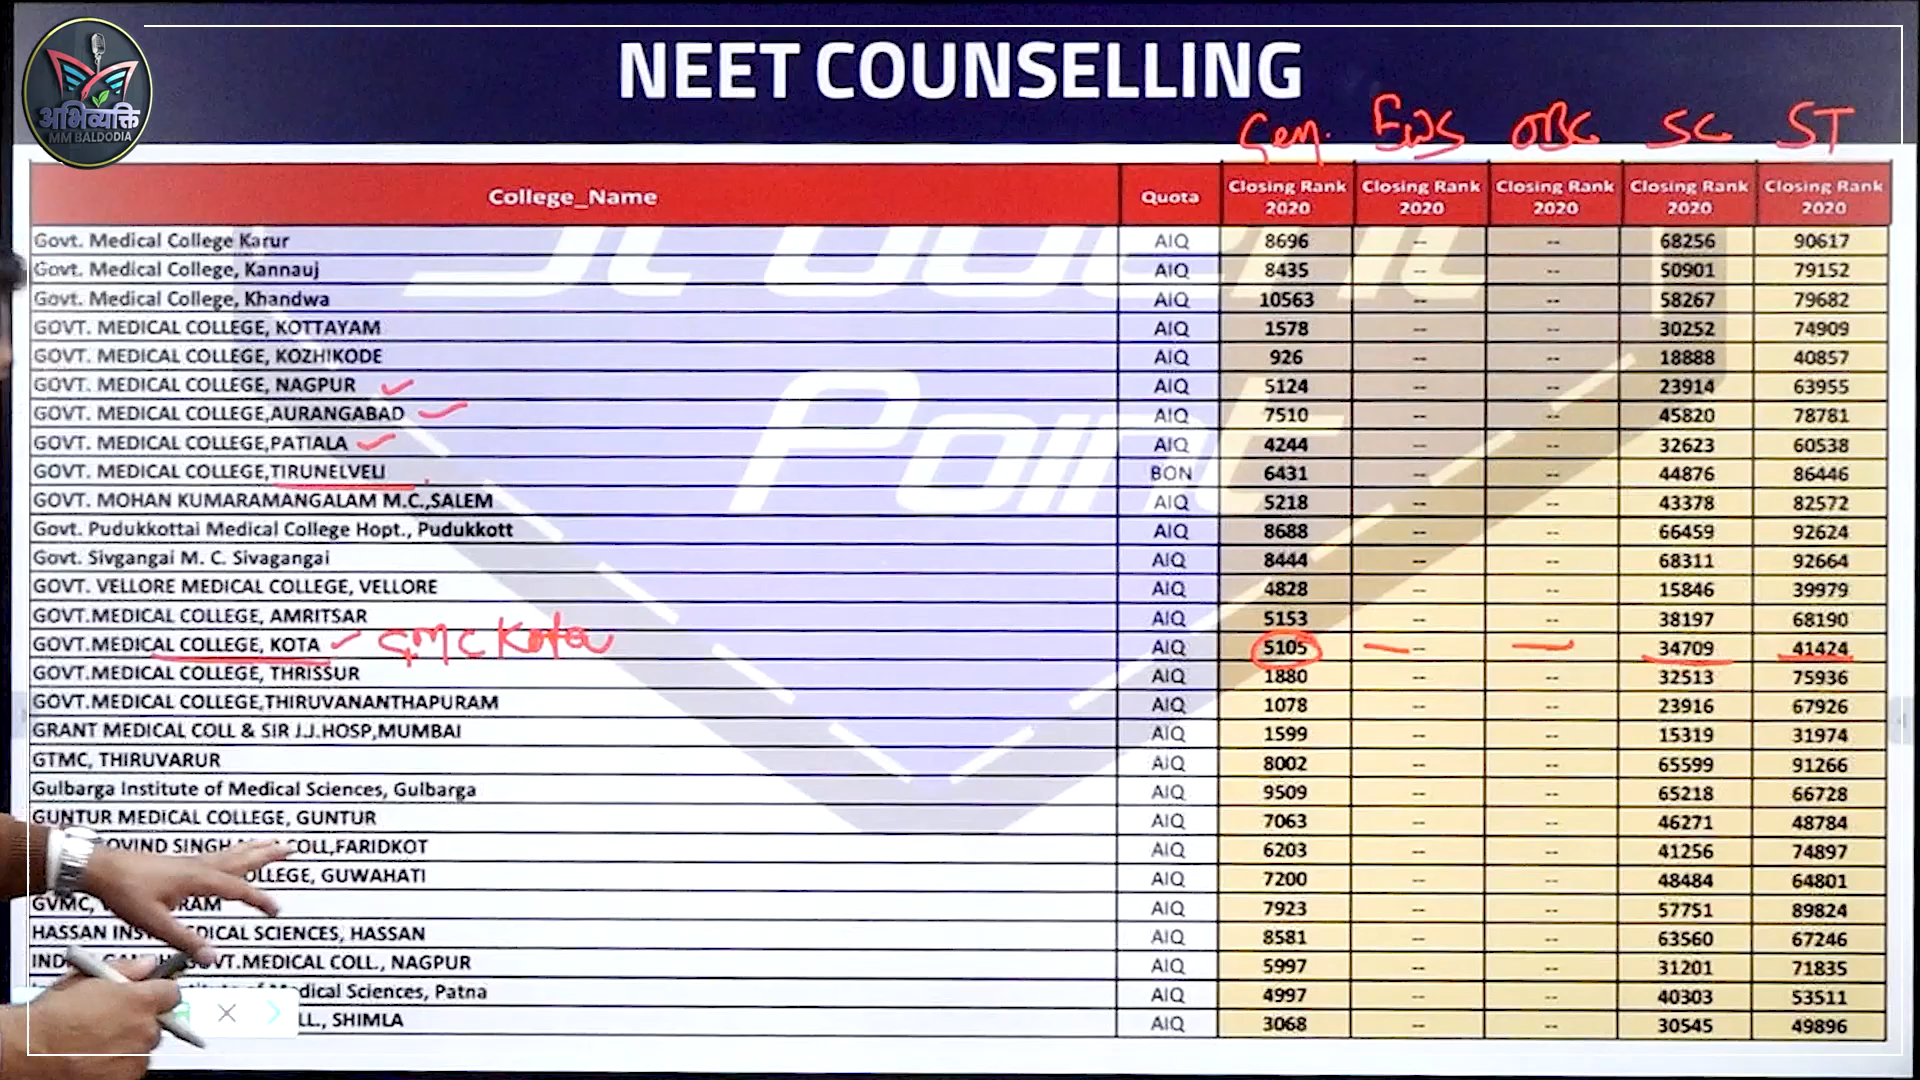 अभिव्यक्ति
MM BALDODIA
NEET COUNSELLING
Gen. EWS OBC SC ST
College_Name Quota Closing Rank 2020 Closing Rank 2020 Closing Rank 2020 Closing Rank 2020 Closing Rank 2020
Govt. Medical College Karur AIQ 8696 -- -- 68256 90617
Govt. Medical College, Kannauj AIQ 8435 -- -- 50901 79152
Govt. Medical College, Khandwa AIQ 10563 -- -- 58267 79682
GOVT. MEDICAL COLLEGE, KOTTAYAM AIQ 1578 -- -- 30252 74909
GOVT. MEDICAL COLLEGE, KOZHIKODE AIQ 926 -- -- 18888 40857
GOVT. MEDICAL COLLEGE, NAGPUR AIQ 5124 -- -- 23914 63955
GOVT. MEDICAL COLLEGE,AURANGABAD AIQ 7510 -- -- 45820 78781
GOVT. MEDICAL COLLEGE,PATIALA AIQ 4244 -- -- 32623 60538
GOVT. MEDICAL COLLEGE,TIRUNELVELI BON 6431 -- -- 44876 86446
GOVT. MOHAN KUMARAMANGALAM M.C.,SALEM AIQ 5218 -- -- 43378 82572
Govt. Pudukkottai Medical College Hopt., Pudukkott AIQ 8688 -- -- 66459 92624
Govt. Sivgangai M. C. Sivagangai AIQ 8444 -- -- 68311 92664
GOVT. VELLORE MEDICAL COLLEGE, VELLORE AIQ 4828 -- -- 15846 39979
GOVT.MEDICAL COLLEGE, AMRITSAR AIQ 5153 -- -- 38197 68190
GOVT.MEDICAL COLLEGE, KOTA GMC Kota AIQ 5105 -- -- 34709 41424
GOVT.MEDICAL COLLEGE, THRISSUR AIQ 1880 -- -- 32513 75936
GOVT.MEDICAL COLLEGE,THIRUVANANTHAPURAM AIQ 1078 -- -- 23916 67926
GRANT MEDICAL COLL & SIR J.J.HOSP,MUMBAI AIQ 1599 -- -- 15319 31974
GTMC, THIRUVARUR AIQ 8002 -- -- 65599 91266
Gulbarga Institute of Medical Sciences, Gulbarga AIQ 9509 -- -- 65218 66728
GUNTUR MEDICAL COLLEGE, GUNTUR AIQ 7063 -- -- 46271 48784
OVIND SINGH COLL,FARIDKOT AIQ 6203 -- -- 41256 74897
OLLEGE, GUWAHATI AIQ 7200 -- -- 48484 64801
GVMC, RAM AIQ 7923 -- -- 57751 89824
HASSAN INST DICAL SCIENCES, HASSAN AIQ 8581 -- -- 63560 67246
GOVT.MEDICAL COLL., NAGPUR AIQ 5997 -- -- 31201 71835
dical Sciences, Patna AIQ 4997 -- -- 40303 53511
LL., SHIMLA AIQ 3068 -- -- 30545 49896
Student
Point